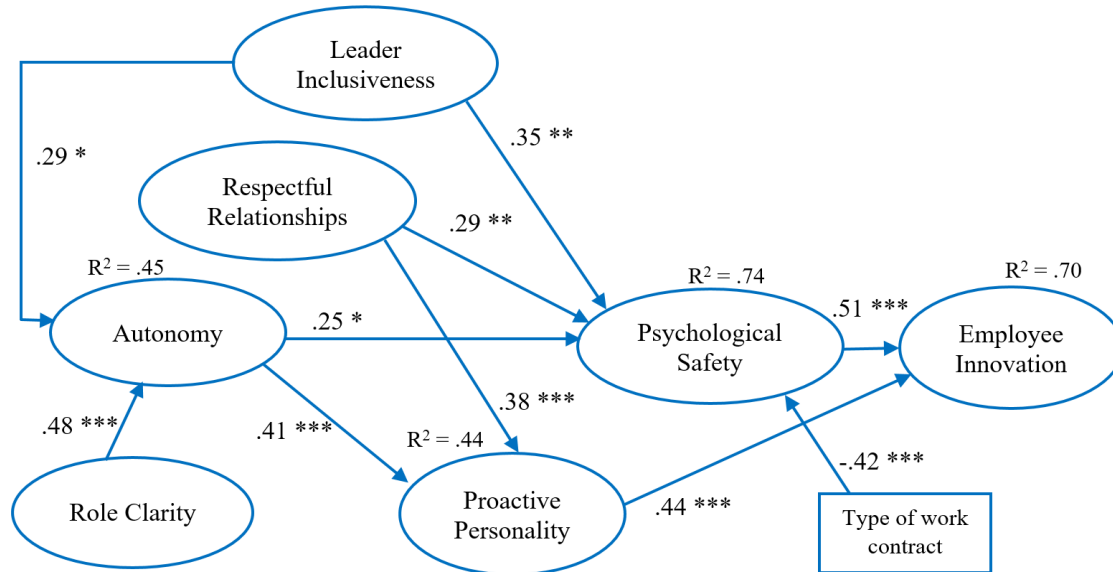 Leader
Inclusiveness
.35 **
.29 *
Respectful
Relationships
.29 **
R² = .45
R² = .74
R² = .70
Autonomy
.25 *
Psychological
Safety
.51 ***
Employee
Innovation
.48 ***
.41 ***
.38 ***
R² = .44
-.42 ***
Role Clarity
Proactive
Personality
.44 ***
Type of work
contract